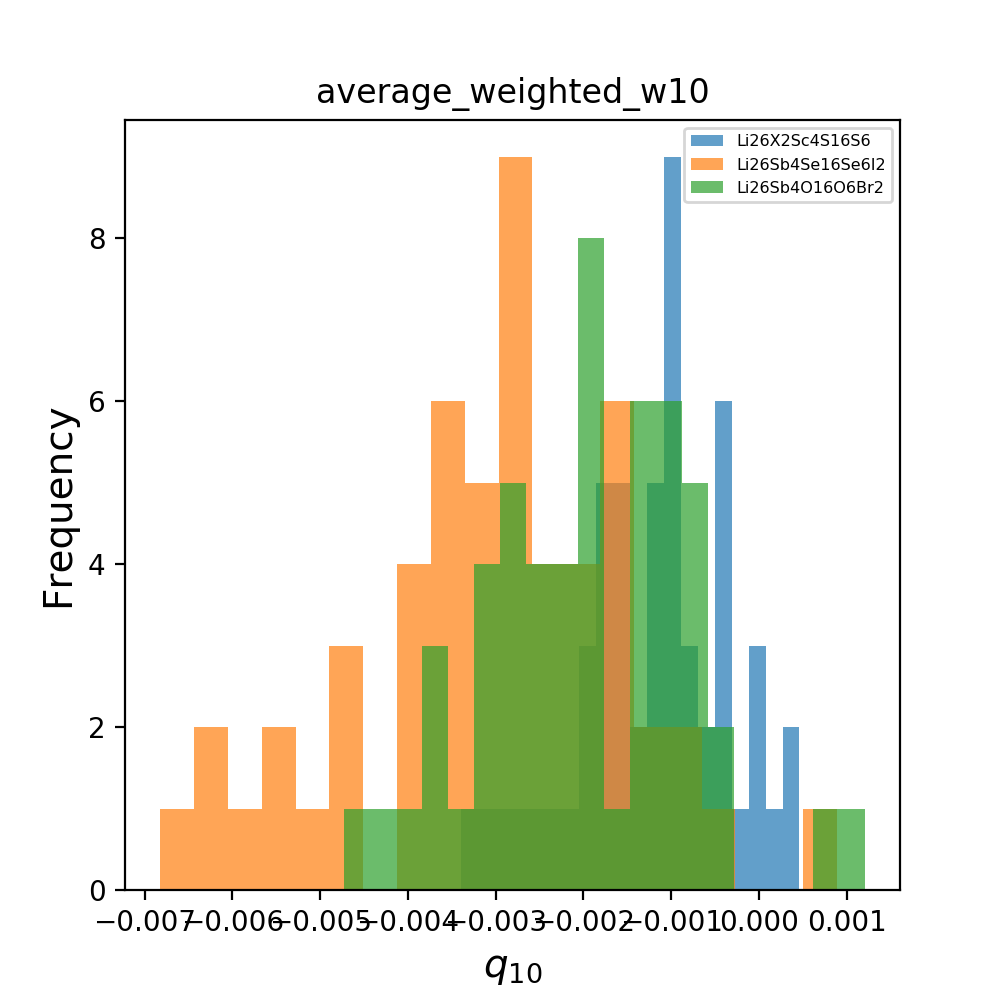 average_weighted_w10
Li26X2Sc4S16S6
Li26Sb4Se16Se6I2
Li26Sb4O16O6Br2
Frequency
8
6
4
2
0
−0.007 −0.006 −0.005 −0.004 −0.003 −0.002 −0.001 0.000 0.001
q10